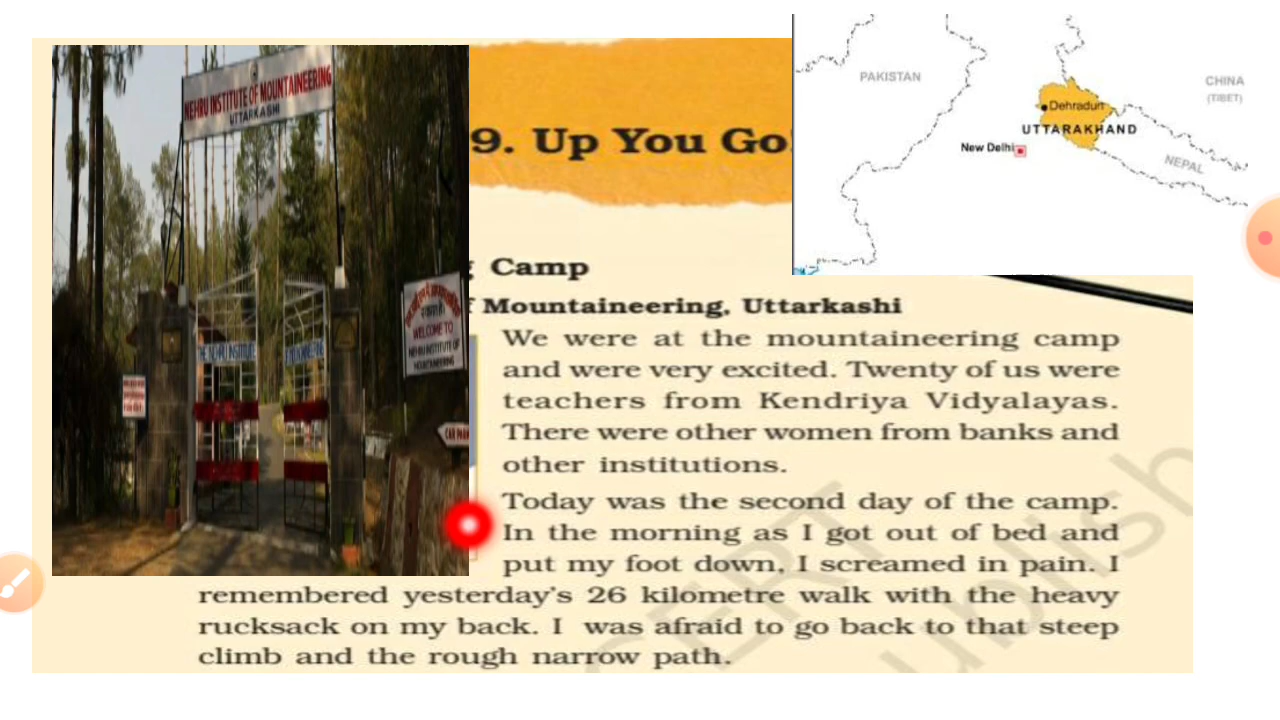 NEHRU INSTITUTE OF MOUNTAINEERING
UTTARKASHI
WELCOME TO
NEHRU INSTITUTE OF
MOUNTAINEERING
CAR PARK
PAKISTAN
CHINA
(TIBET)
Dehradun
UTTARAKHAND
New Delhi
NEPAL
9. Up You Go!
Camp
Mountaineering, Uttarkashi
We were at the mountaineering camp
and were very excited. Twenty of us were
teachers from Kendriya Vidyalayas.
There were other women from banks and
other institutions.
Today was the second day of the camp.
In the morning as I got out of bed and
put my foot down, I screamed in pain. I
remembered yesterday's 26 kilometre walk with the heavy
rucksack on my back. I was afraid to go back to that steep
climb and the rough narrow path.